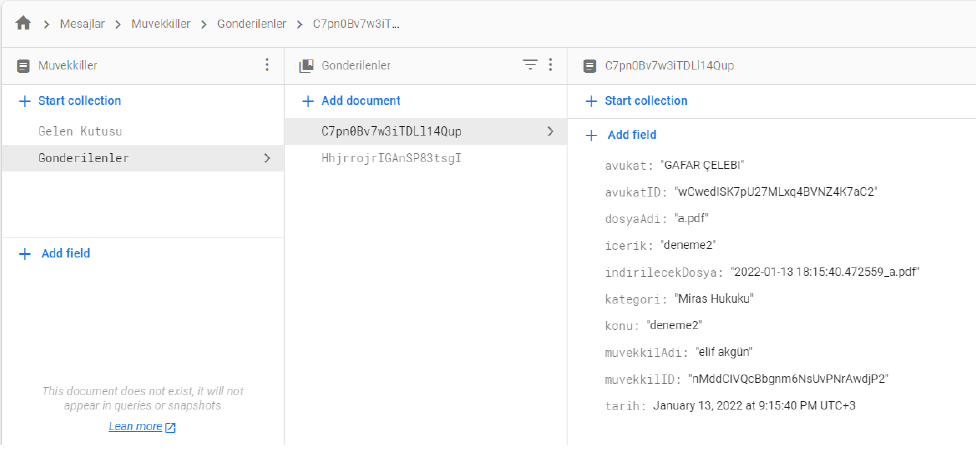 Mesajlar > Muvekkiller > Gonderilenler > C7pn0Bv7w3iT...
Muvekkiller
Start collection
Gelen Kutusu
Gonderilenler
Add field
This document does not exist, it will not
appear in queries or snapshots
Lean more
Gonderilenler
Add document
C7pn0Bv7w3iTDLl14Qup
HhjrrojrIGAnSP83tsgI
C7pn0Bv7w3iTDLl14Qup
Start collection
Add field
avukat: "GAFAR ÇELEBİ"
avukatID: "wCwedISK7pU27MLxq4BVNZ4K7aC2"
dosyaAdi: "a.pdf"
icerik: "deneme2"
indirilecekDosya: "2022-01-13 18:15:40.472559_a.pdf"
kategori: "Miras Hukuku"
konu: "deneme2"
muvekkilAdi: "elif akgün"
muvekkilID: "nMddCIVQcBbgnm6NsUvPNrAwdjP2"
tarih: January 13, 2022 at 9:15:40 PM UTC+3